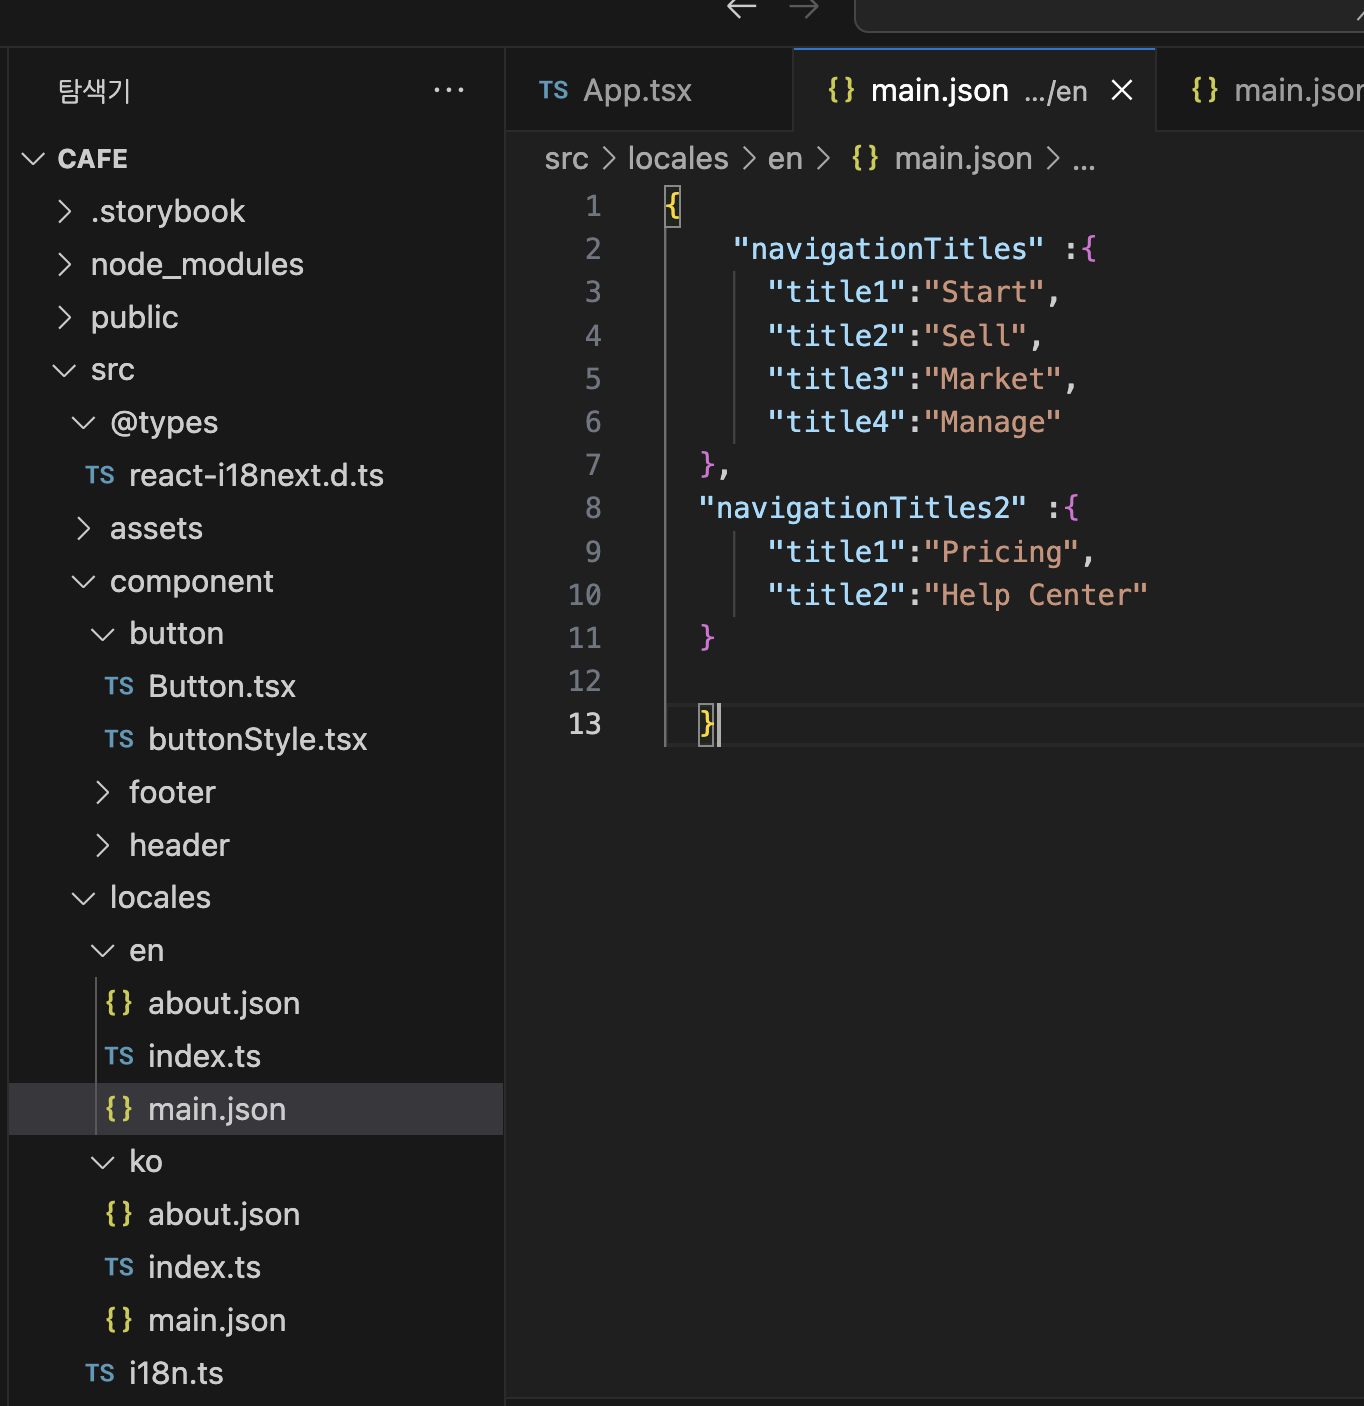 탐색기 ...
CAFE
.storybook
node_modules
public
src
@types
TS react-i18next.d.ts
assets
component
button
TS Button.tsx
TS buttonStyle.tsx
footer
header
locales
en
{} about.json
TS index.ts
{} main.json
ko
{} about.json
TS index.ts
{} main.json
TS i18n.ts
TS App.tsx
{} main.json .../en
{} main.json
src > locales > en > {} main.json > ...
1 {
2 "navigationTitles" :{
3 "title1":"Start",
4 "title2":"Sell",
5 "title3":"Market",
6 "title4":"Manage"
7 },
8 "navigationTitles2" :{
9 "title1":"Pricing",
10 "title2":"Help Center"
11 }
12
13 }